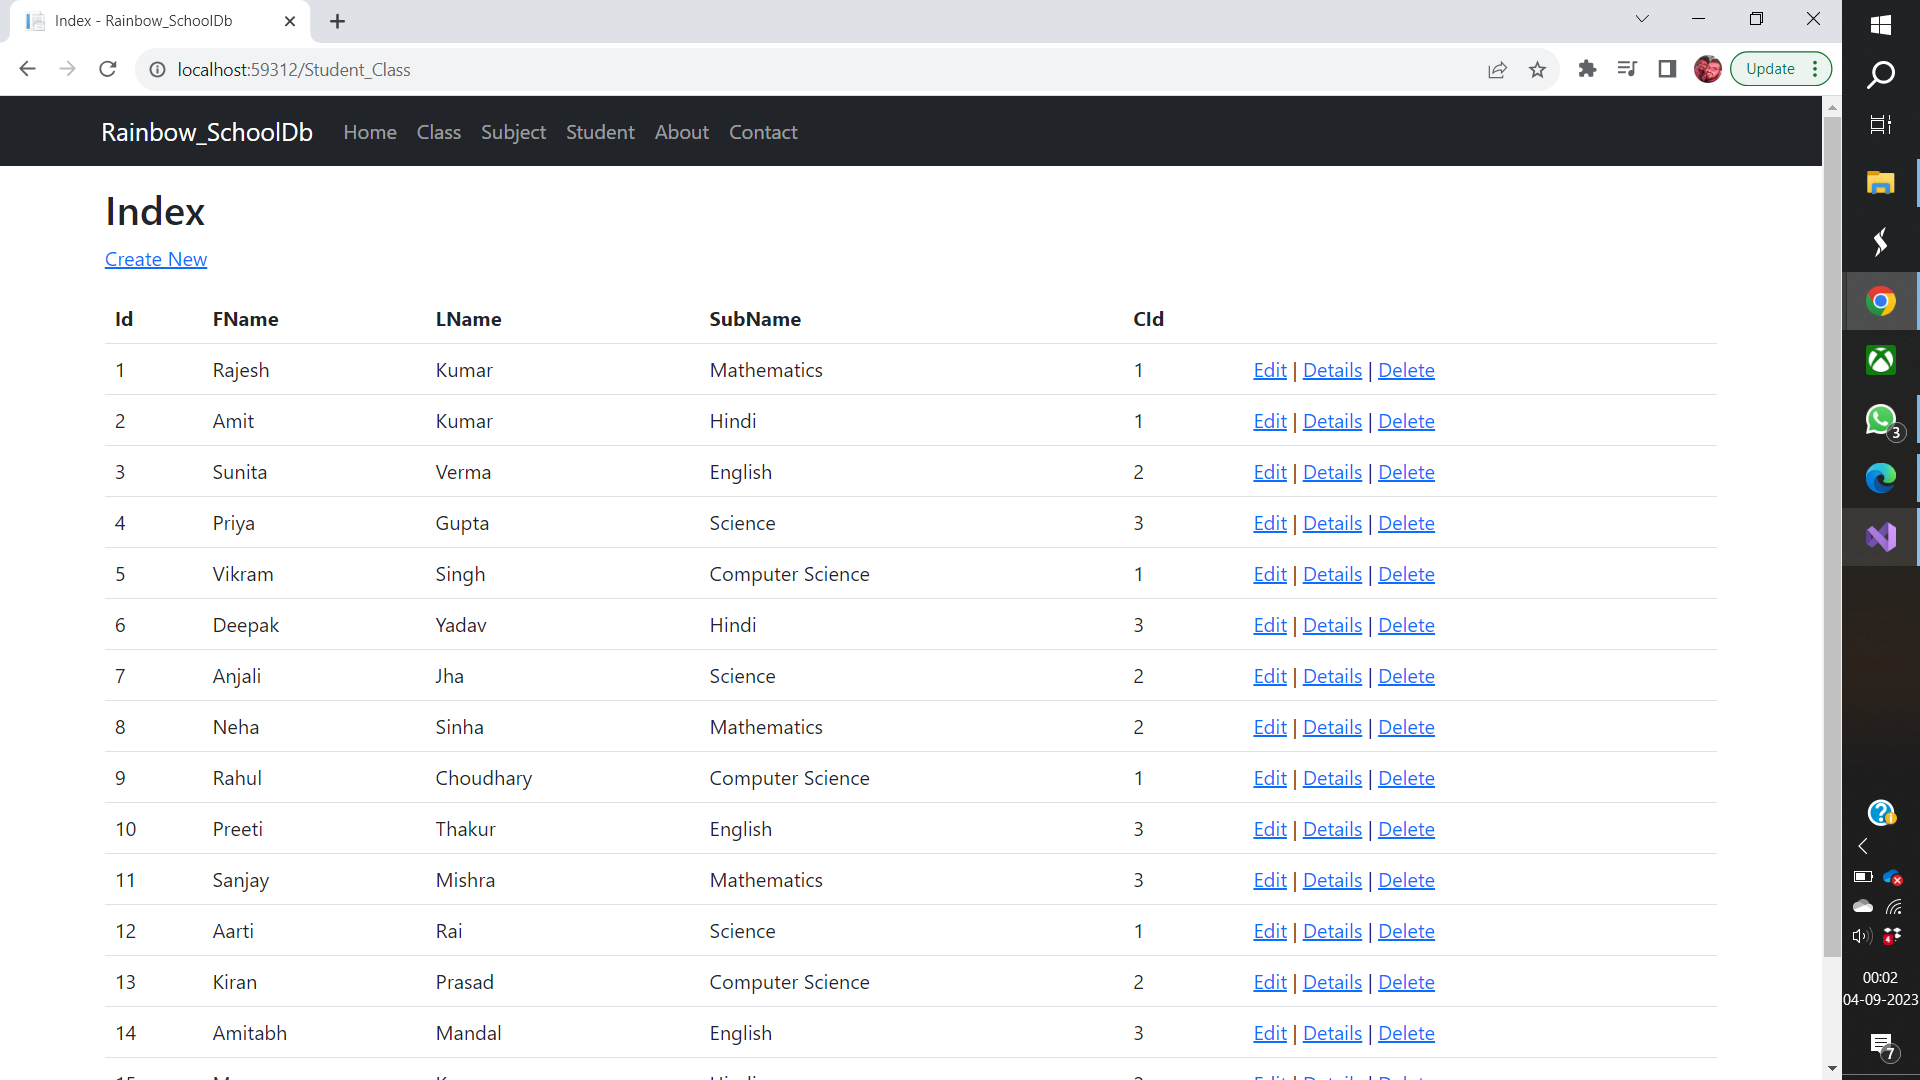 Index - Rainbow_SchoolDb
localhost:59312/Student_Class
Update
Rainbow_SchoolDb Home Class Subject Student About Contact
Index
Create New
Id FName LName SubName CId
1 Rajesh Kumar Mathematics 1 Edit | Details | Delete
2 Amit Kumar Hindi 1 Edit | Details | Delete
3 Sunita Verma English 2 Edit | Details | Delete
4 Priya Gupta Science 3 Edit | Details | Delete
5 Vikram Singh Computer Science 1 Edit | Details | Delete
6 Deepak Yadav Hindi 3 Edit | Details | Delete
7 Anjali Jha Science 2 Edit | Details | Delete
8 Neha Sinha Mathematics 2 Edit | Details | Delete
9 Rahul Choudhary Computer Science 1 Edit | Details | Delete
10 Preeti Thakur English 3 Edit | Details | Delete
11 Sanjay Mishra Mathematics 3 Edit | Details | Delete
12 Aarti Rai Science 1 Edit | Details | Delete
13 Kiran Prasad Computer Science 2 Edit | Details | Delete
14 Amitabh Mandal English 3 Edit | Details | Delete
3
4
00:02
04-09-2023
7